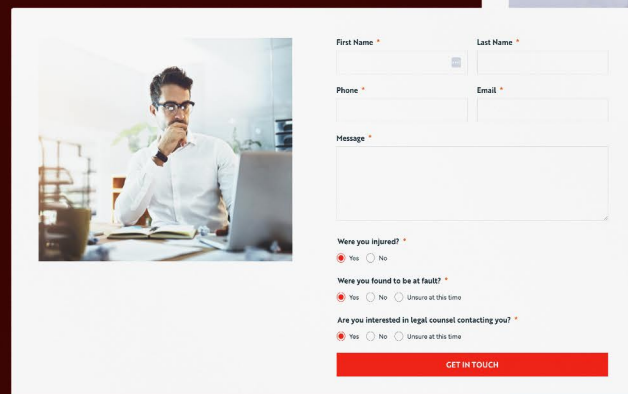 First Name *
Last Name *
Phone *
Email *
Message *
Were you injured? *
Yes No
Were you found to be at fault? *
Yes No Unsure at this time
Are you interested in legal counsel contacting you? *
Yes No Unsure at this time
GET IN TOUCH